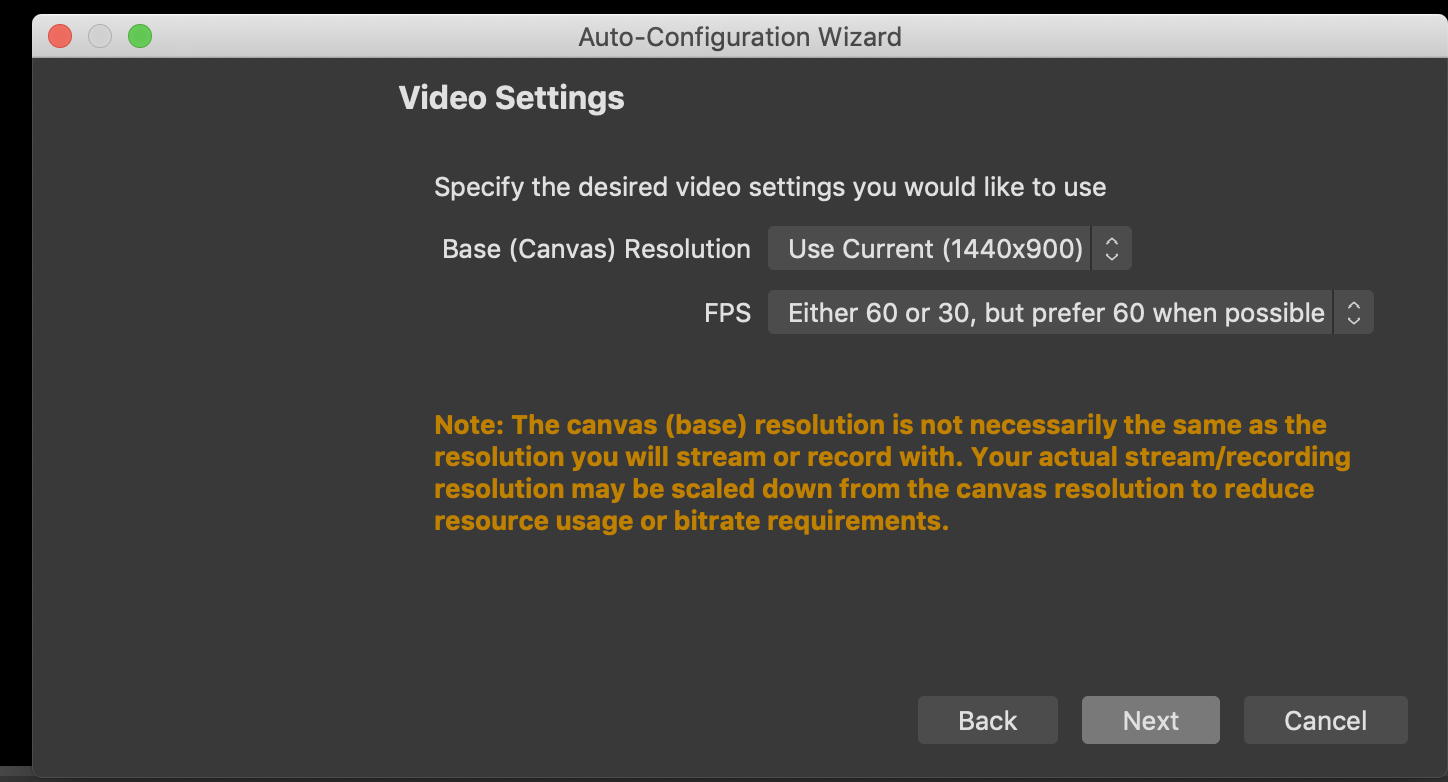 Auto-Configuration Wizard
Video Settings
Specify the desired video settings you would like to use
Base (Canvas) Resolution Use Current (1440x900)
FPS Either 60 or 30, but prefer 60 when possible
Note: The canvas (base) resolution is not necessarily the same as the
resolution you will stream or record with. Your actual stream/recording
resolution may be scaled down from the canvas resolution to reduce
resource usage or bitrate requirements.
Back Next Cancel